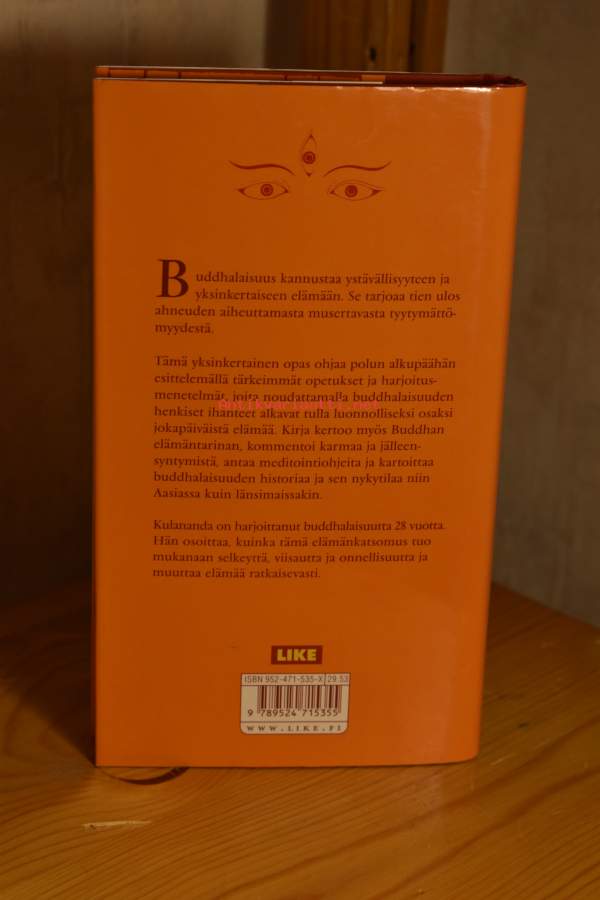 Buddhalaisuus kannustaa ystävällisyyteen ja
yksinkertaiseen elämään. Se tarjoaa tien ulos
ahneuden aiheuttamasta musertavasta tyytymättö-
myydestä.
Tämä yksinkertainen opas ohjaa polun alkupäähän
esittelemällä tärkeimmät opetukset ja harjoitus-
menetelmät, joita noudattamalla buddhalaisuuden
henkiset ihanteet alkavat tulla luonnolliseksi osaksi
jokapäiväistä elämää. Kirja kertoo myös Buddhan
elämäntarinan, kommentoi karmaa ja jälleen-
syntymistä, antaa meditointiohjeita ja kartoittaa
buddhalaisuuden historiaa ja sen nykytilaa niin
Aasiassa kuin länsimaissakin.
Kulananda on harjoittanut buddhalaisuutta 28 vuotta.
Hän osoittaa, kuinka tämä elämänkatsomus tuo
mukanaan selkeyttä, viisautta ja onnellisuutta ja
muuttaa elämää ratkaisevasti.
LIKE
ISBN 952-471-535-X 29.53
9 789524 715355
WWW.LIKE.FI